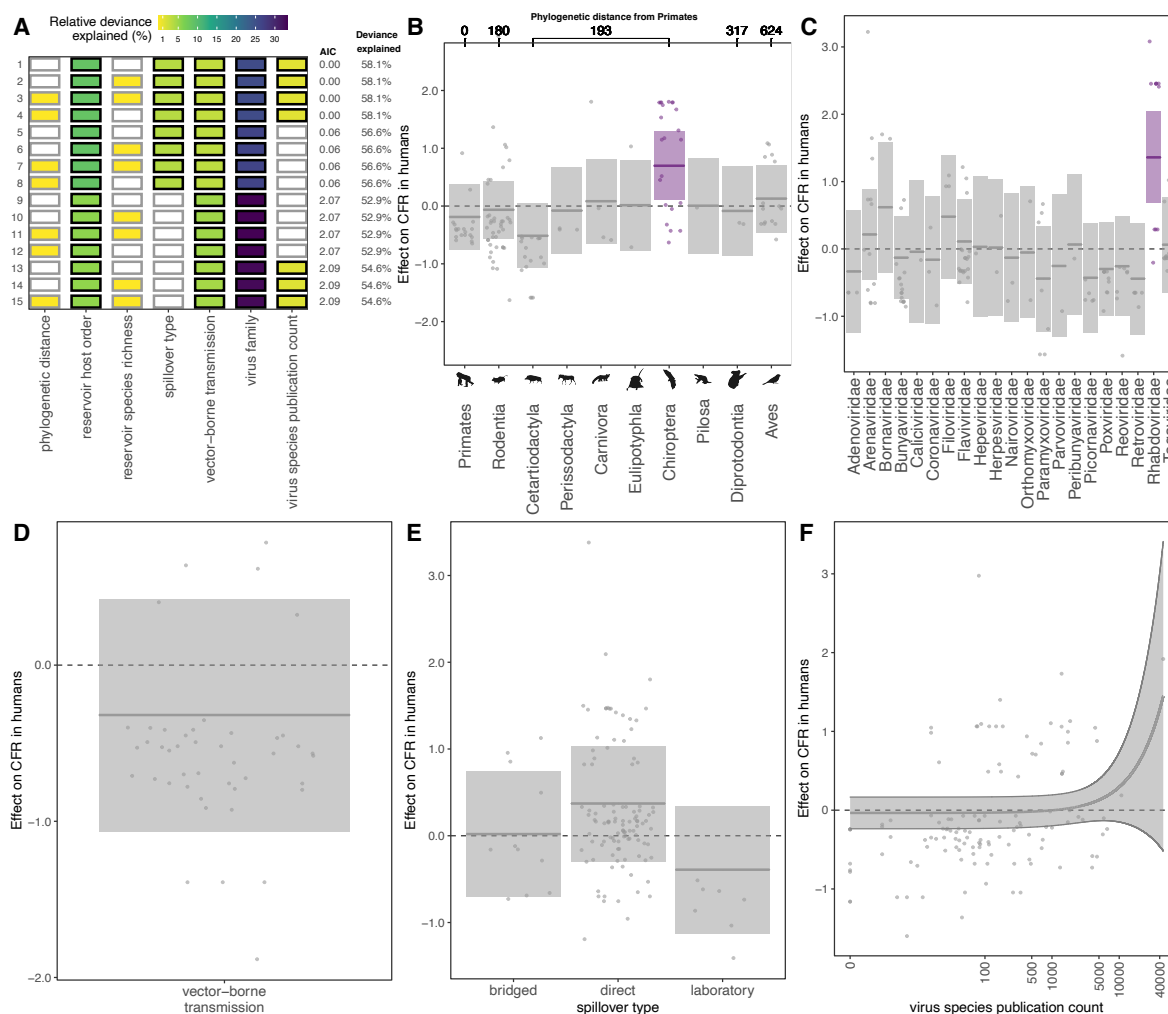 A
Relative deviance
explained (%)
1 5 10 20 30
AIC
Deviance
explained
1 0.00 58.1%
2 0.00 58.1%
3 0.00 58.1%
4 0.00 58.1%
5 0.06 56.6%
6 0.06 56.6%
7 0.06 56.6%
8 0.06 56.6%
9 2.07 52.9%
10 2.07 52.9%
11 2.07 52.9%
12 2.07 52.9%
13 2.09 54.6%
14 2.09 54.6%
15 2.09 54.6%
phylogenetic distance
reservoir host order
reservoir species richness
spillover type
vector-borne transmission
virus family
virus species publication count
B
Phylogenetic distance from Primates
0 180 193 317 624
Effect on CFR in humans
2.0
1.0
0.0
−1.0
−2.0
Primates
Rodentia
Cetartiodactyla
Perissodactyla
Carnivora
Eulipotyphla
Chiroptera
Pilosa
Diprotodontia
Aves
C
Effect on CFR in humans
3.0
2.0
1.0
0.0
−1.0
Adenoviridae
Arenaviridae
Bornaviridae
Bunyaviridae
Caliciviridae
Coronaviridae
Filoviridae
Flaviviridae
Hepeviridae
Herpesviridae
Nairoviridae
Orthomyxoviridae
Paramyxoviridae
Parvoviridae
Peribunyaviridae
Picornaviridae
Poxviridae
Reoviridae
Retroviridae
Rhabdoviridae
D
Effect on CFR in humans
0.0
−1.0
−2.0
vector−borne
transmission
E
Effect on CFR in humans
3.0
2.0
1.0
0.0
−1.0
bridged direct laboratory
spillover type
F
Effect on CFR in humans
3
2
1
0
−1
0 100 500 1000 5000 10000 40000
virus species publication count